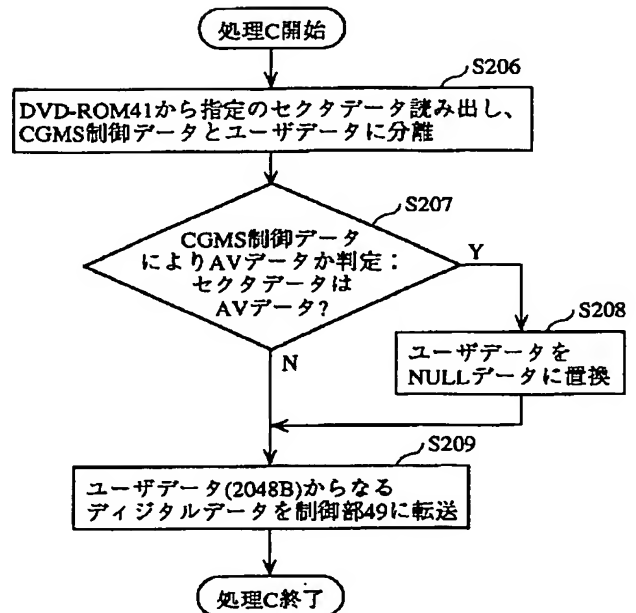 処理C開始
S206
DVD-ROM41から指定のセクタデータ読み出し、
CGMS制御データとユーザデータに分離
S207
CGMS制御データ
によりAVデータか判定：
セクタデータは
AVデータ?
Y
N
S208
ユーザデータを
NULLデータに置換
S209
ユーザデータ(2048B)からなる
ディジタルデータを制御部49に転送
処理C終了